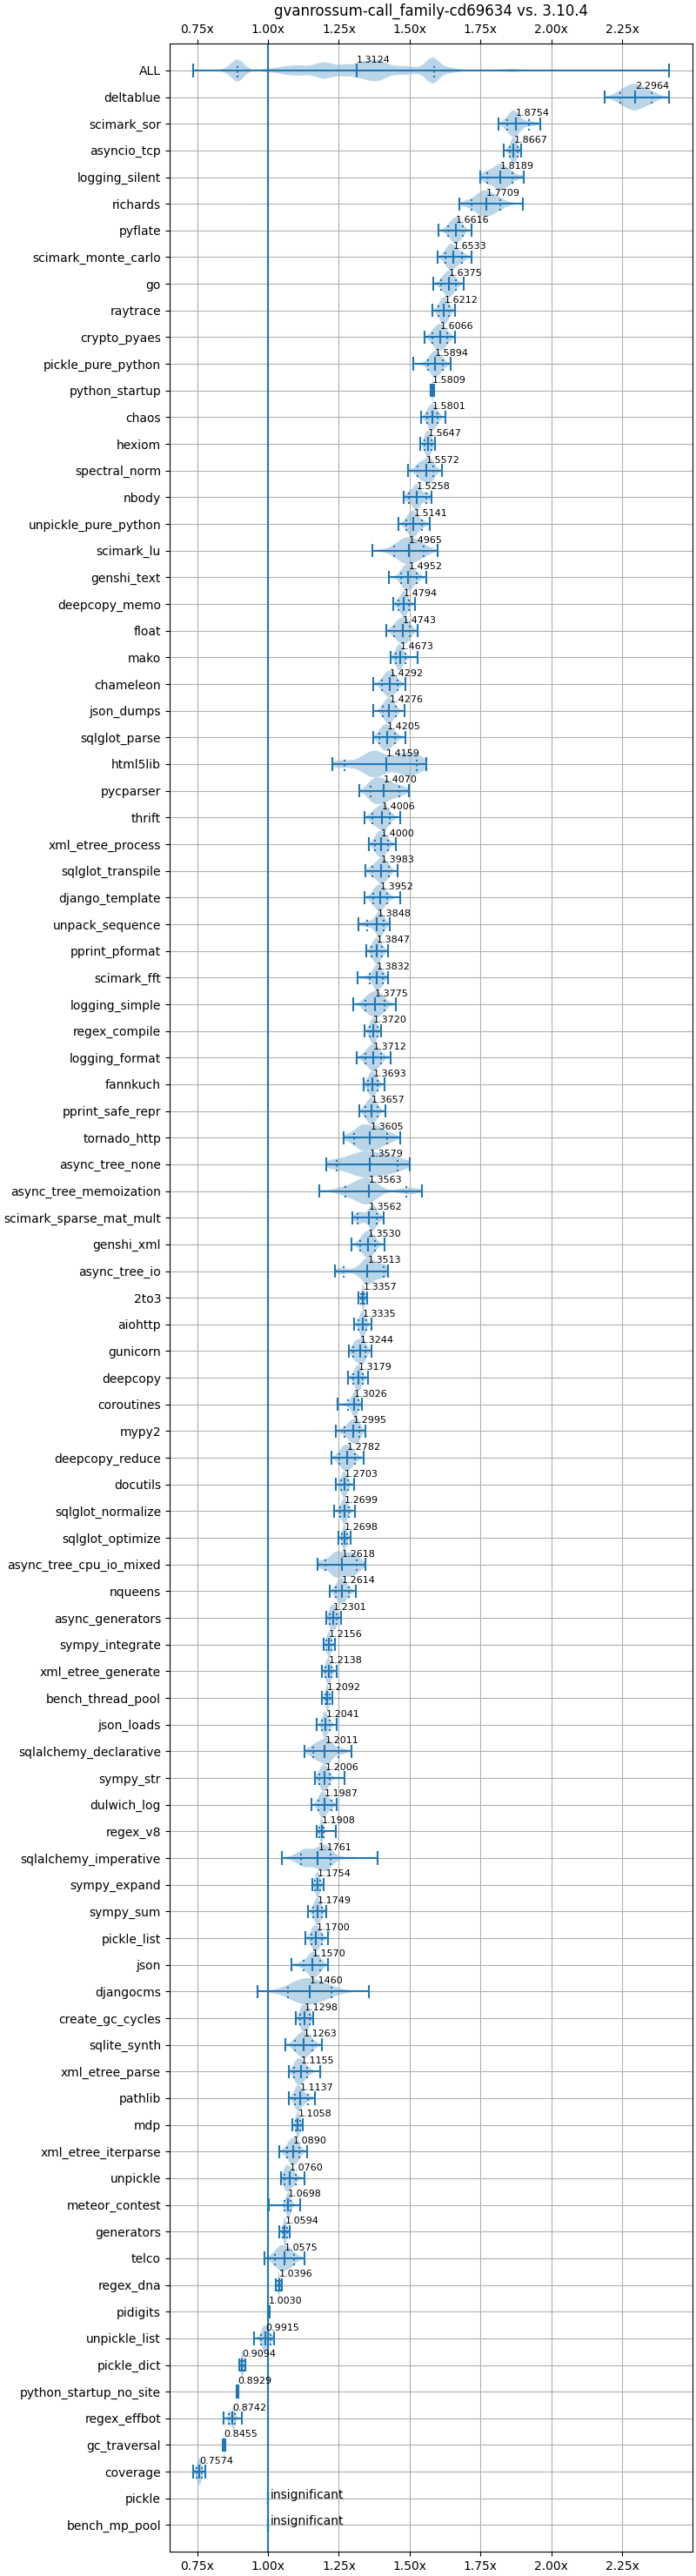 gvanrossum-call_family-cd69634 vs. 3.10.4
0.75x 1.00x 1.25x 1.50x 1.75x 2.00x 2.25x
ALL 1.3124
deltablue 2.2964
scimark_sor 1.8754
asyncio_tcp 1.8667
logging_silent 1.8189
richards 1.7709
pyflate 1.6616
scimark_monte_carlo 1.6533
go 1.6375
raytrace 1.6212
crypto_pyaes 1.6066
pickle_pure_python 1.5894
python_startup 1.5809
chaos 1.5801
hexiom 1.5647
spectral_norm 1.5572
nbody 1.5258
unpickle_pure_python 1.5141
scimark_lu 1.4965
genshi_text 1.4952
deepcopy_memo 1.4794
float 1.4743
mako 1.4673
chameleon 1.4292
json_dumps 1.4276
sqlglot_parse 1.4205
html5lib 1.4159
pycparser 1.4070
thrift 1.4006
xml_etree_process 1.4000
sqlglot_transpile 1.3983
django_template 1.3952
unpack_sequence 1.3848
pprint_pformat 1.3847
scimark_fft 1.3832
logging_simple 1.3775
regex_compile 1.3720
logging_format 1.3712
fannkuch 1.3693
pprint_safe_repr 1.3657
tornado_http 1.3605
async_tree_none 1.3579
async_tree_memoization 1.3563
scimark_sparse_mat_mult 1.3562
genshi_xml 1.3530
async_tree_io 1.3513
2to3 1.3357
aiohttp 1.3335
gunicorn 1.3244
deepcopy 1.3179
coroutines 1.3026
mypy2 1.2995
deepcopy_reduce 1.2782
docutils 1.2703
sqlglot_normalize 1.2699
sqlglot_optimize 1.2698
async_tree_cpu_io_mixed 1.2618
nqueens 1.2614
async_generators 1.2301
sympy_integrate 1.2156
xml_etree_generate 1.2138
bench_thread_pool 1.2092
json_loads 1.2041
sqlalchemy_declarative 1.2011
sympy_str 1.2006
dulwich_log 1.1987
regex_v8 1.1908
sqlalchemy_imperative 1.1761
sympy_expand 1.1754
sympy_sum 1.1749
pickle_list 1.1700
json 1.1570
djangocms 1.1460
create_gc_cycles 1.1298
sqlite_synth 1.1263
xml_etree_parse 1.1155
pathlib 1.1137
mdp 1.1058
xml_etree_iterparse 1.0890
unpickle 1.0760
meteor_contest 1.0698
generators 1.0594
telco 1.0575
regex_dna 1.0396
pidigits 1.0030
unpickle_list 0.9915
pickle_dict 0.9094
python_startup_no_site 0.8929
regex_effbot 0.8742
gc_traversal 0.8455
coverage 0.7574
pickle insignificant
bench_mp_pool insignificant
0.75x 1.00x 1.25x 1.50x 1.75x 2.00x 2.25x